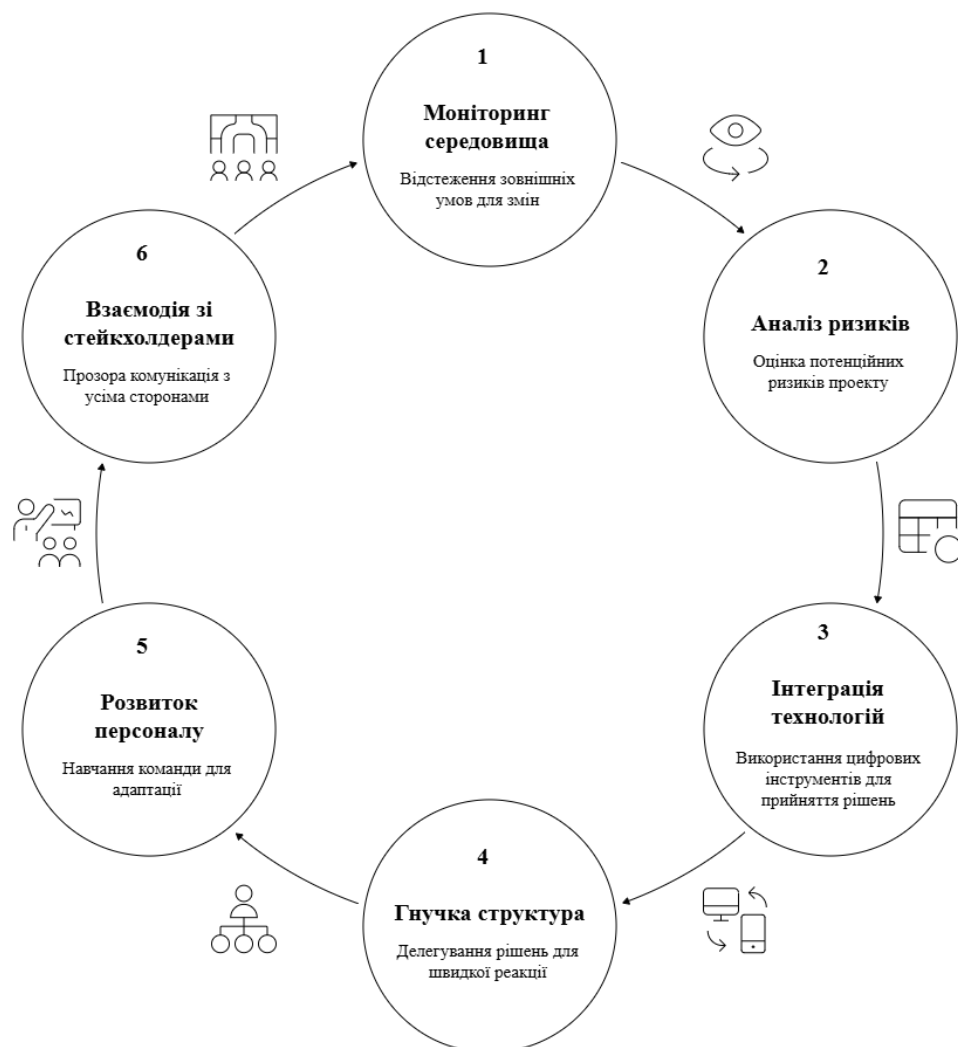 1
Моніторинг
середовища
Відстеження зовнішніх
умов для змін
2
Аналіз ризиків
Оцінка потенційних
ризиків проекту
3
Інтеграція
технологій
Використання цифрових
інструментів для
прийняття рішень
4
Гнучка структура
Делегування рішень для
швидкої реакції
5
Розвиток
персоналу
Навчання команди для
адаптації
6
Взаємодія зі
стейкхолдерами
Прозора комунікація з
усіма сторонами